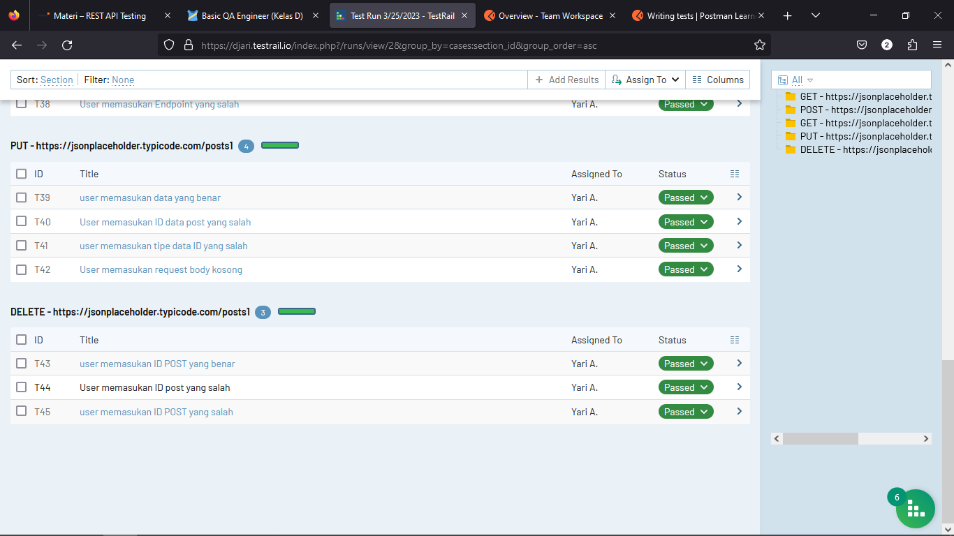 Materi – REST API Testing
Basic QA Engineer (Kelas D)
Test Run 3/25/2023 - TestRail
Overview - Team Workspace
Writing tests | Postman Learn
https://djari.testrail.io/index.php?/runs/view/2&group_by=cases:section_id&group_order=asc
2
Sort: Section Filter: None
+ Add Results
Assign To
Columns
T38 User memasukan Endpoint yang salah Yari A. Passed
PUT - https://jsonplaceholder.typicode.com/posts1 4
ID Title Assigned To Status
T39 user memasukan data yang benar Yari A. Passed
T40 User memasukan ID data post yang salah Yari A. Passed
T41 user memasukan tipe data ID yang salah Yari A. Passed
T42 User memasukan request body kosong Yari A. Passed
DELETE - https://jsonplaceholder.typicode.com/posts1 3
ID Title Assigned To Status
T43 user memasukan ID POST yang benar Yari A. Passed
T44 User memasukan ID post yang salah Yari A. Passed
T45 user memasukan ID POST yang salah Yari A. Passed
All
GET - https://jsonplaceholder.t
POST - https://jsonplaceholder
GET - https://jsonplaceholder.t
PUT - https://jsonplaceholder.t
DELETE - https://jsonplacehol
6